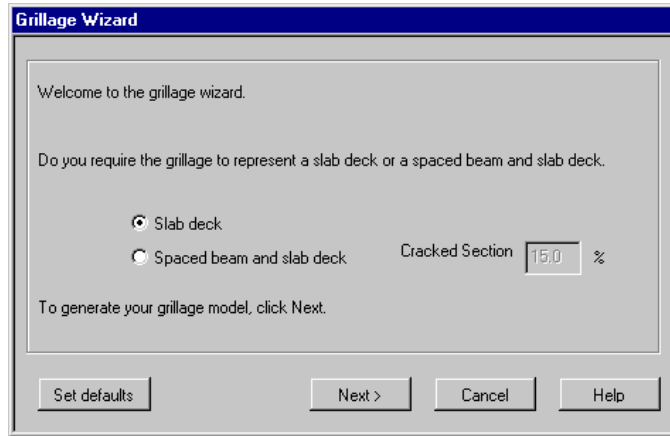 Grillage Wizard
Welcome to the grillage wizard.
Do you require the grillage to represent a slab deck or a spaced beam and slab deck.
Slab deck
Spaced beam and slab deck
Cracked Section 15.0 %
To generate your grillage model, click Next.
Set defaults Next > Cancel Help